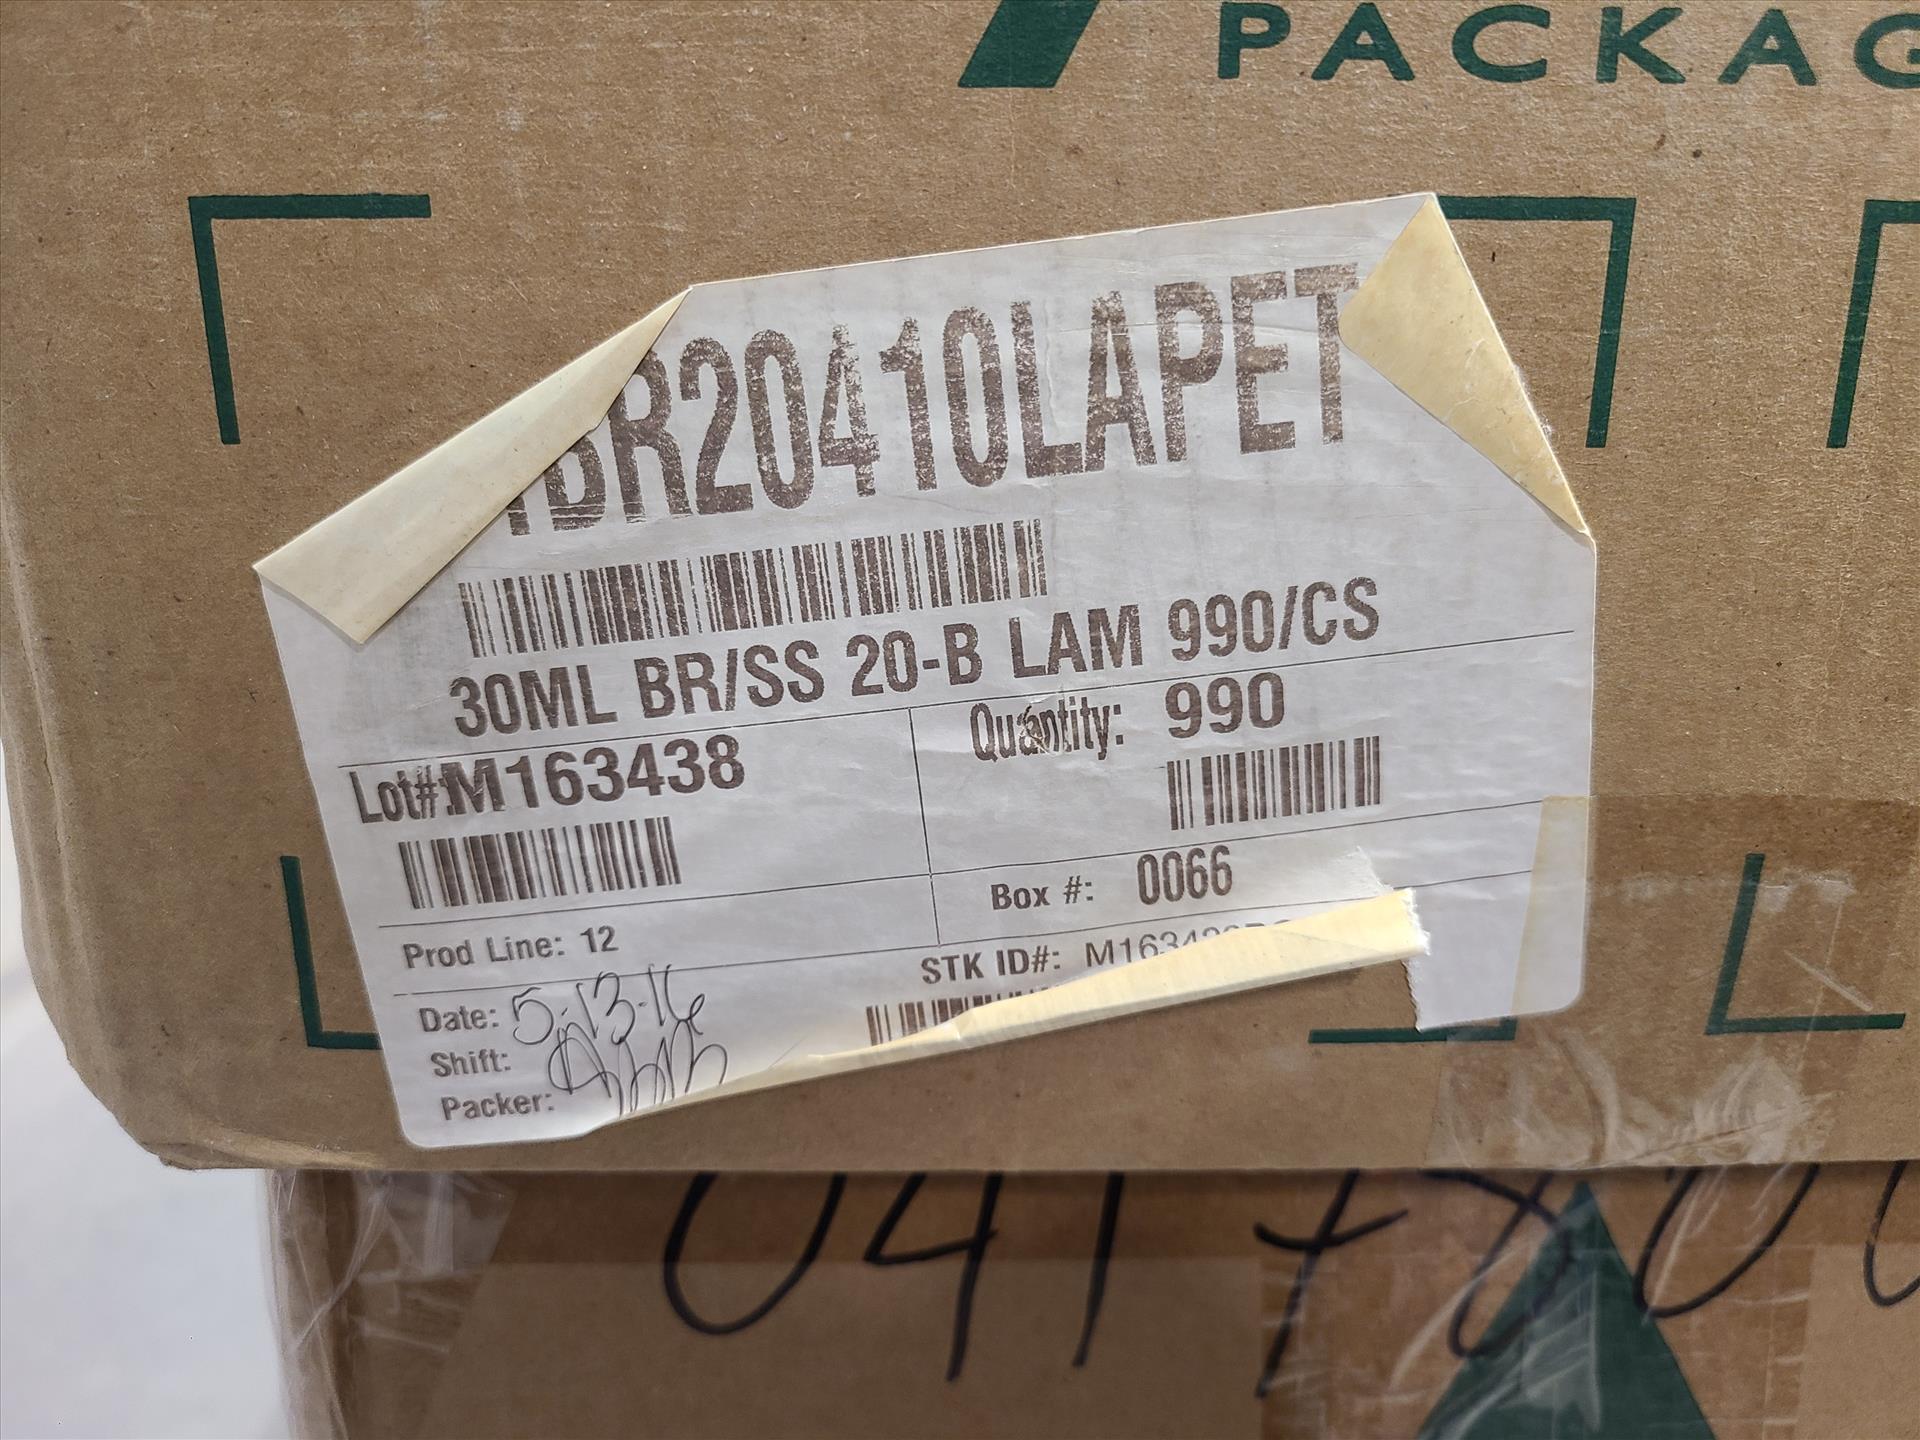 PACKAG
BR20410LAPET
30ML BR/SS 20-B LAM 990/CS
Lot#:M163438
Quantity: 990
Box #: 0066
Prod Line: 12
STK ID#:
Date: 5-13-16
Shift:
Packer: